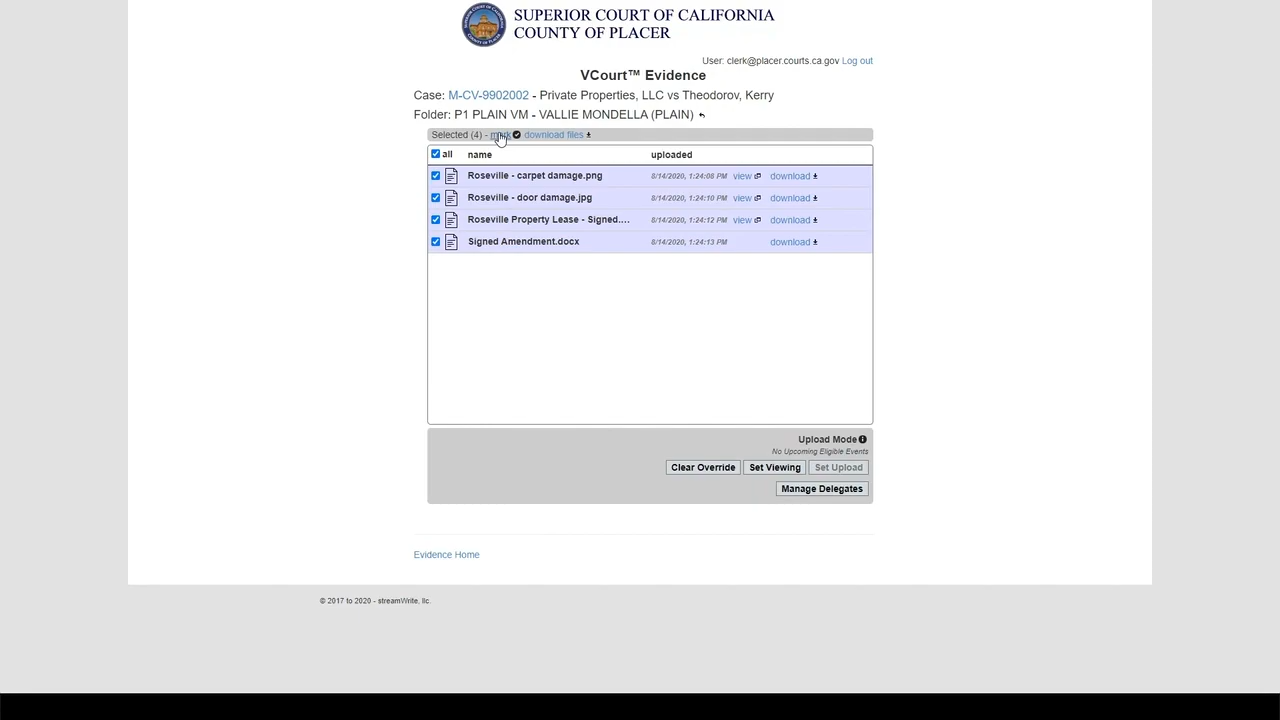 SUPERIOR COURT OF CALIFORNIA
COUNTY OF PLACER
User: clerk@placer.courts.ca.gov Log out
VCourt™ Evidence
Case: M-CV-9902002 - Private Properties, LLC vs Theodorov, Kerry
Folder: P1 PLAIN VM - VALLIE MONDELLA (PLAIN)
Selected (4) - mark download files
all name uploaded
Roseville - carpet damage.png 8/14/2020, 1:24:08 PM view download
Roseville - door damage.jpg 8/14/2020, 1:24:10 PM view download
Roseville Property Lease - Signed.... 8/14/2020, 1:24:12 PM view download
Signed Amendment.docx 8/14/2020, 1:24:13 PM download
Upload Mode
No Upcoming Eligible Events
Clear Override Set Viewing Set Upload
Manage Delegates
Evidence Home
© 2017 to 2020 - streamWrite, llc.